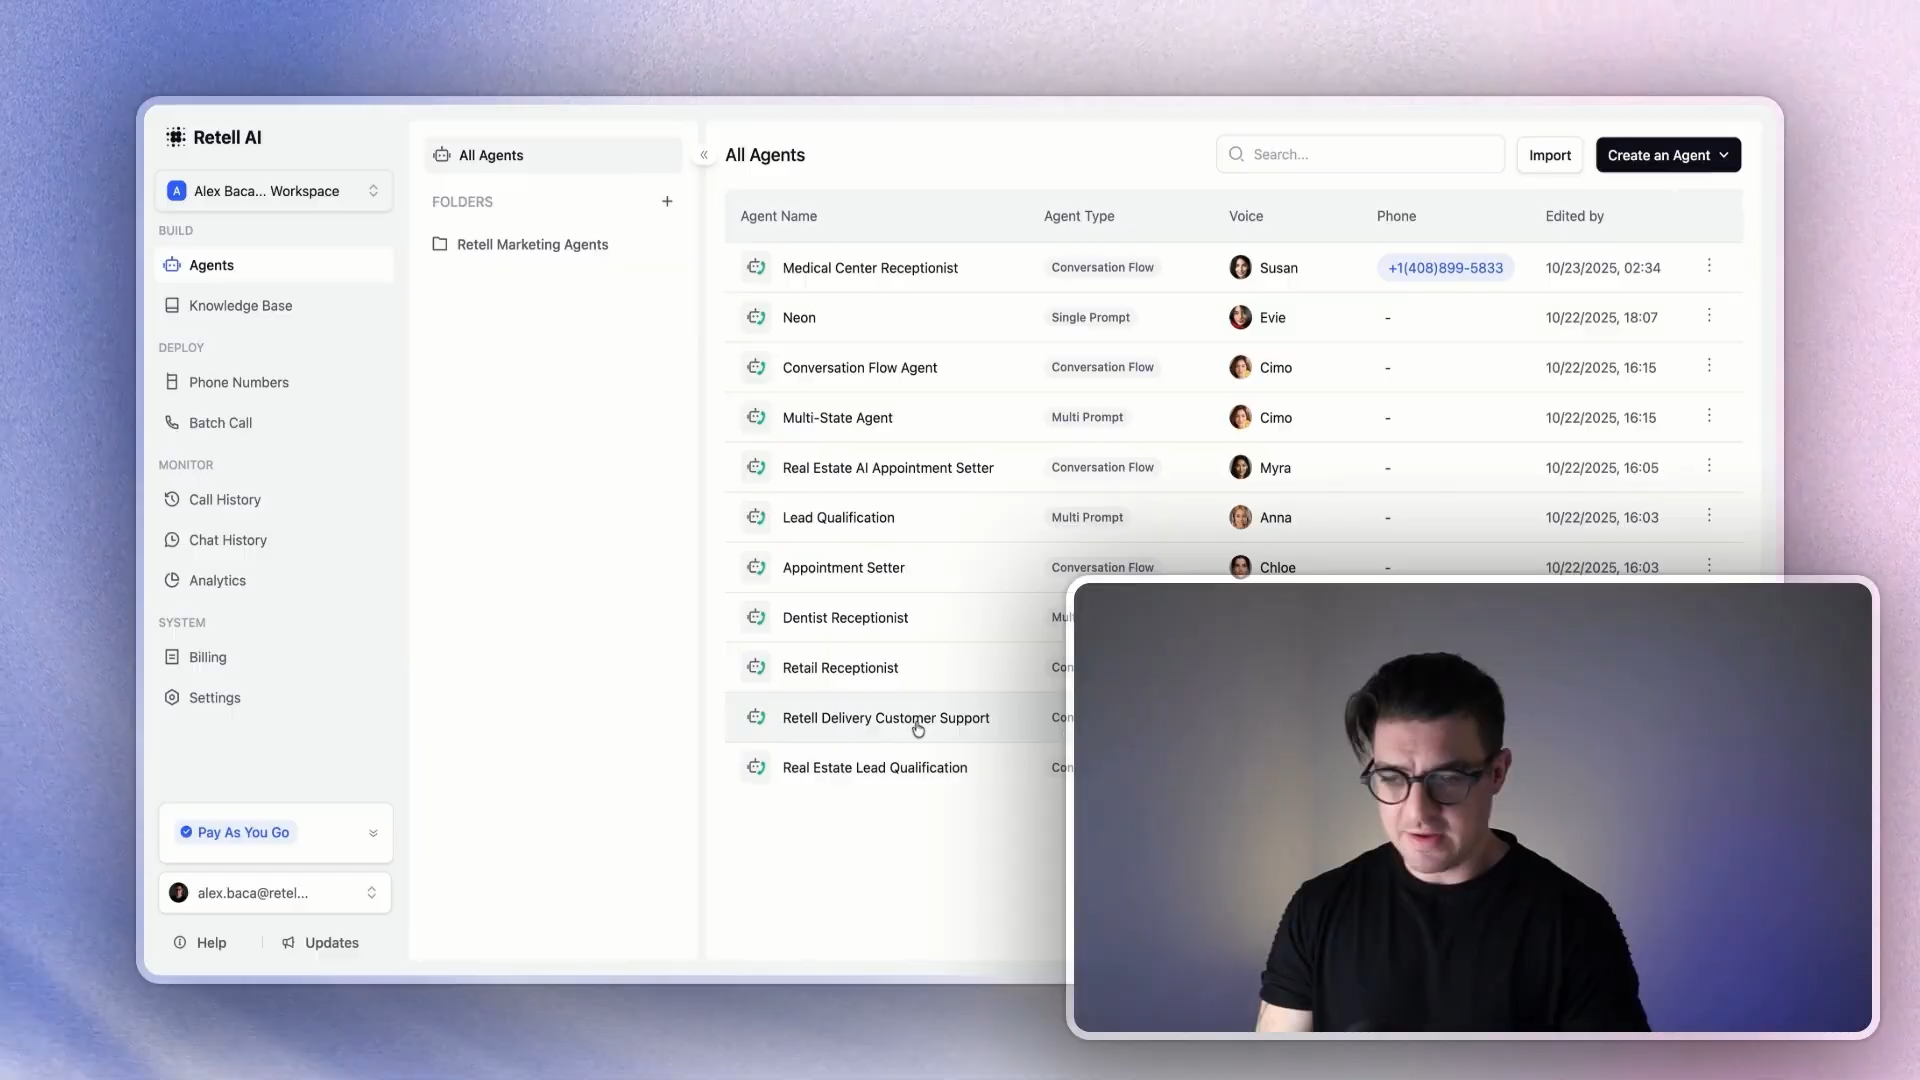 Retell AI
A Alex Baca... Workspace
BUILD
Agents
Knowledge Base
DEPLOY
Phone Numbers
Batch Call
MONITOR
Call History
Chat History
Analytics
SYSTEM
Billing
Settings
Pay As You Go
alex.baca@retel...
Help
Updates
All Agents
FOLDERS
Retell Marketing Agents
All Agents
Search...
Import
Create an Agent
Agent Name Agent Type Voice Phone Edited by
Medical Center Receptionist Conversation Flow Susan +1(408)899-5833 10/23/2025, 02:34
Neon Single Prompt Evie - 10/22/2025, 18:07
Conversation Flow Agent Conversation Flow Cimo - 10/22/2025, 16:15
Multi-State Agent Multi Prompt Cimo - 10/22/2025, 16:15
Real Estate AI Appointment Setter Conversation Flow Myra - 10/22/2025, 16:05
Lead Qualification Multi Prompt Anna - 10/22/2025, 16:03
Appointment Setter Conversation Flow Chloe - 10/22/2025, 16:03
Dentist Receptionist Mul
Retail Receptionist Con
Retell Delivery Customer Support Con
Real Estate Lead Qualification Con